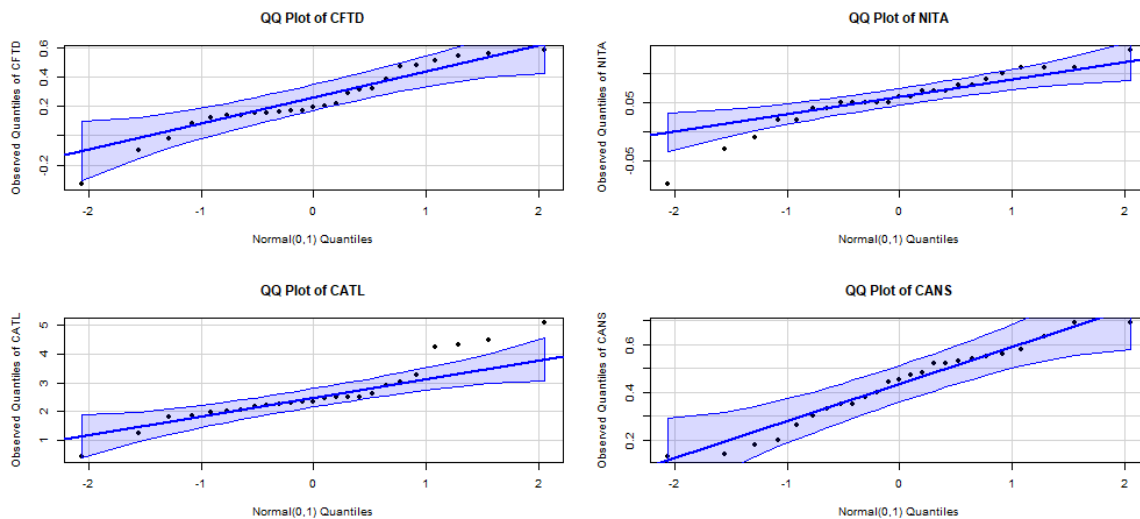 QQ Plot of CFTD
Observed Quantiles of CFTD
0.6
0.4
0.2
-0.2
-2
-1
0
1
2
Normal(0,1) Quantiles
QQ Plot of NITA
Observed Quantiles of NITA
0.05
-0.05
-2
-1
0
1
2
Normal(0,1) Quantiles
QQ Plot of CATL
Observed Quantiles of CATL
5
4
3
2
1
-2
-1
0
1
2
Normal(0,1) Quantiles
QQ Plot of CANS
Observed Quantiles of CANS
0.6
0.4
0.2
-2
-1
0
1
2
Normal(0,1) Quantiles